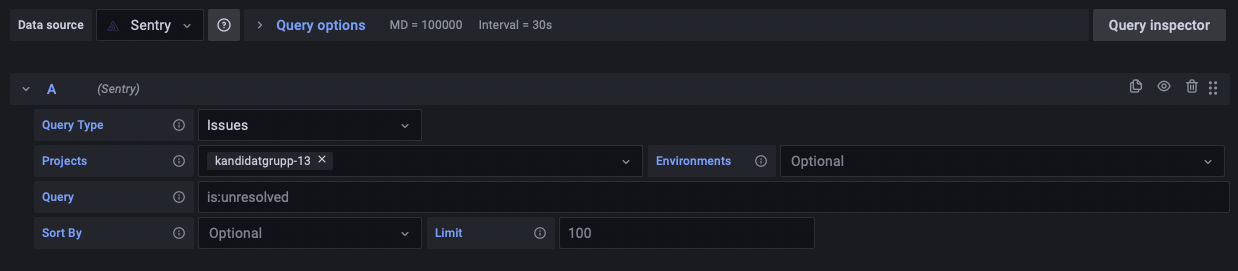 Data source Sentry Query options MD = 100000 Interval = 30s Query inspector
A (Sentry)
Query Type Issues
Projects kandidatgrupp-13 Environments Optional
Query is:unresolved
Sort By Optional Limit 100